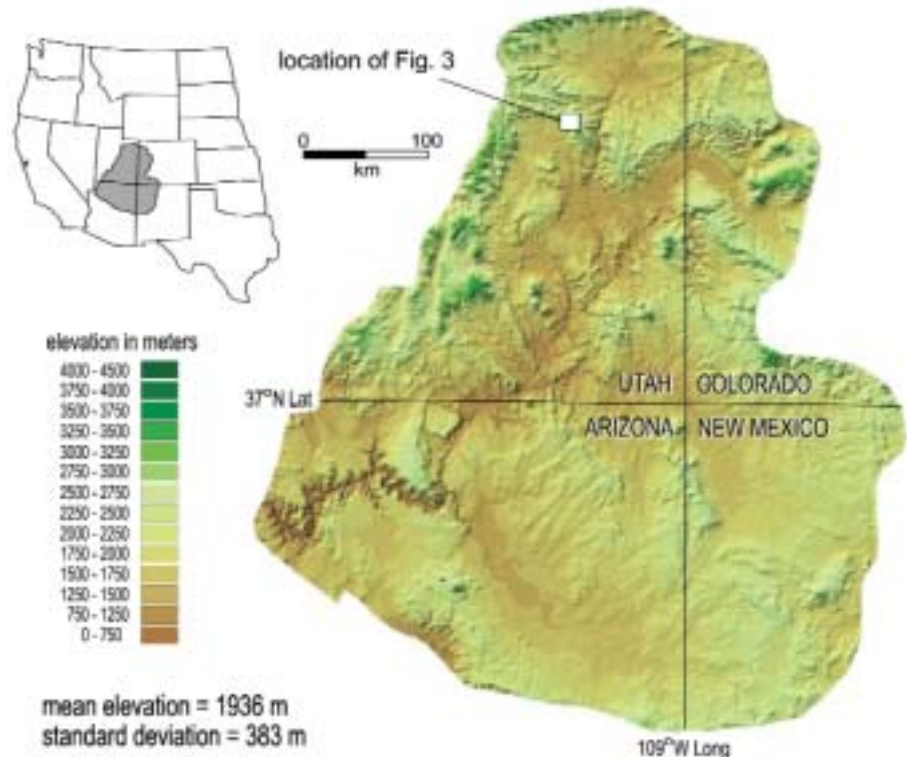 location of Fig. 3
0 100
km
elevation in meters
4000 - 4500
3750 - 4000
3500 - 3750
3250 - 3500
3000 - 3250
2750 - 3000
2500 - 2750
2250 - 2500
2000 - 2250
1750 - 2000
1500 - 1750
1250 - 1500
750 - 1250
0 - 750
37°N Lat
UTAH COLORADO
ARIZONA NEW MEXICO
mean elevation = 1936 m
standard deviation = 383 m
109°W Long